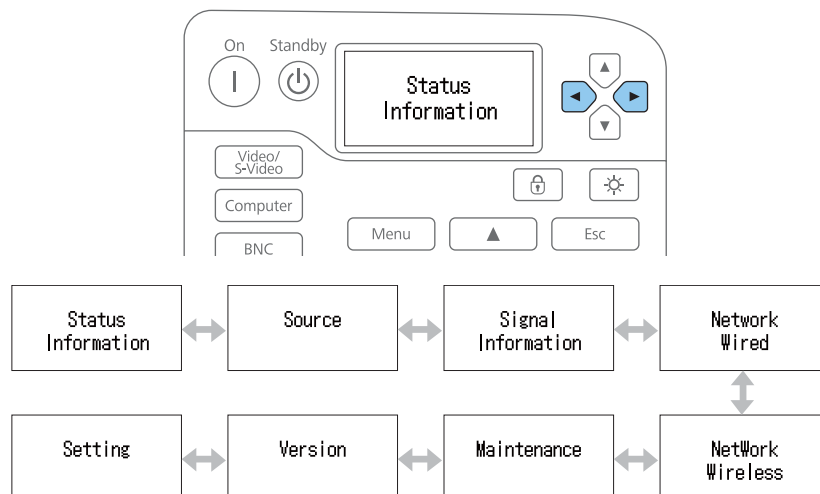 On
Standby
Status
Information
Video/
S-Video
Computer
BNC
Menu
Esc
Status
Information
Source
Signal
Information
Network
Wired
Setting
Version
Maintenance
NetWork
Wireless